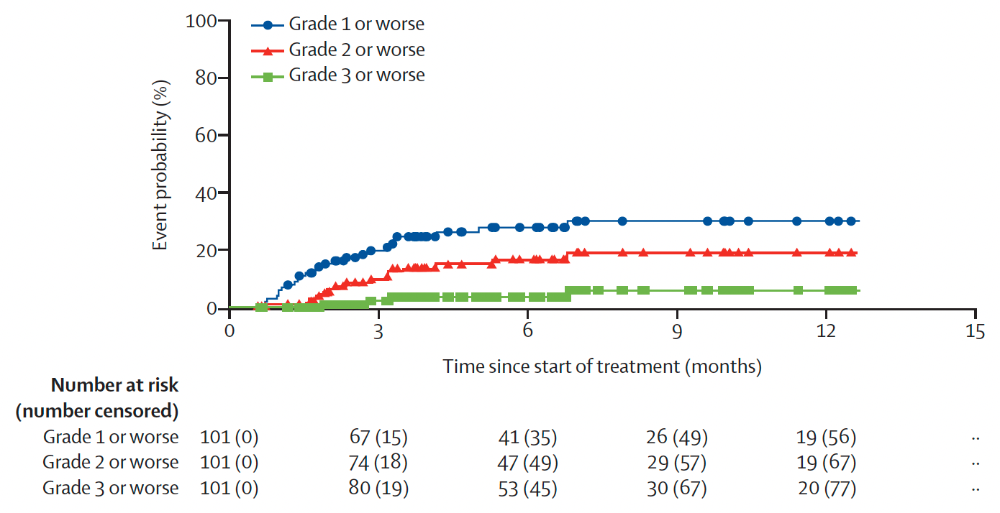 100
80
60
40
20
0
Event probability (%)
Grade 1 or worse
Grade 2 or worse
Grade 3 or worse
0 3 6 9 12 15
Time since start of treatment (months)
Number at risk
(number censored)
Grade 1 or worse 101 (0) 67 (15) 41 (35) 26 (49) 19 (56) ··
Grade 2 or worse 101 (0) 74 (18) 47 (49) 29 (57) 19 (67) ··
Grade 3 or worse 101 (0) 80 (19) 53 (45) 30 (67) 20 (77) ··